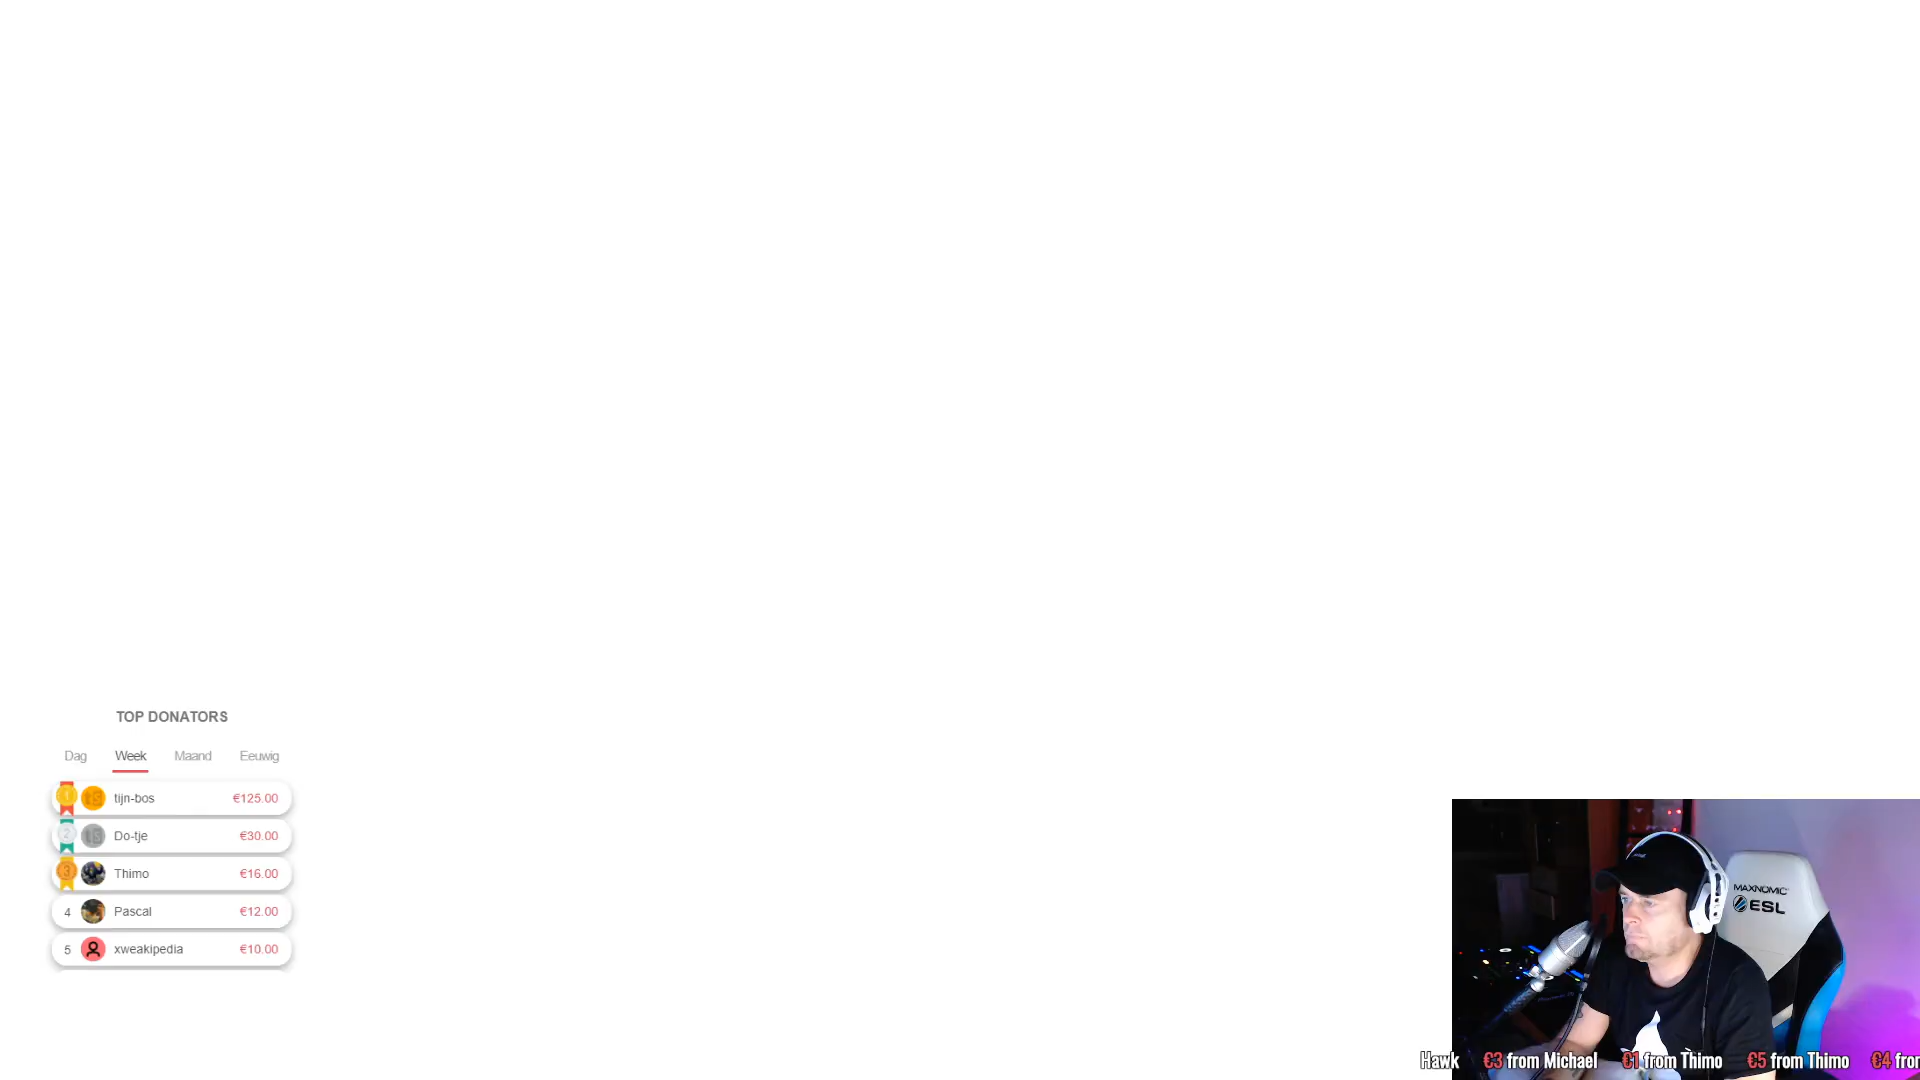 TOP DONATORS
Dag Week Maand Eeuwig
1 tijn-bos €125.00
2 Do-tje €30.00
3 Thimo €16.00
4 Pascal €12.00
5 xweakipedia €10.00
MAXNOMIC
ESL
Hawk €3 from Michael €1 from Thimo €5 from Thimo €4 from